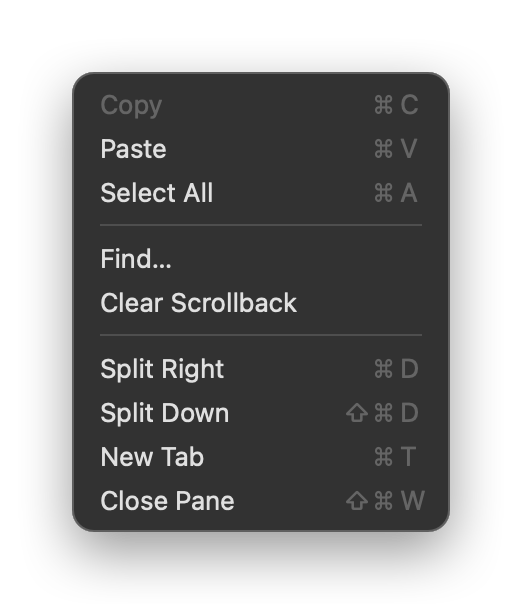 Copy ⌘ C
Paste ⌘ V
Select All ⌘ A
Find...
Clear Scrollback
Split Right ⌘ D
Split Down ⇧ ⌘ D
New Tab ⌘ T
Close Pane ⇧ ⌘ W